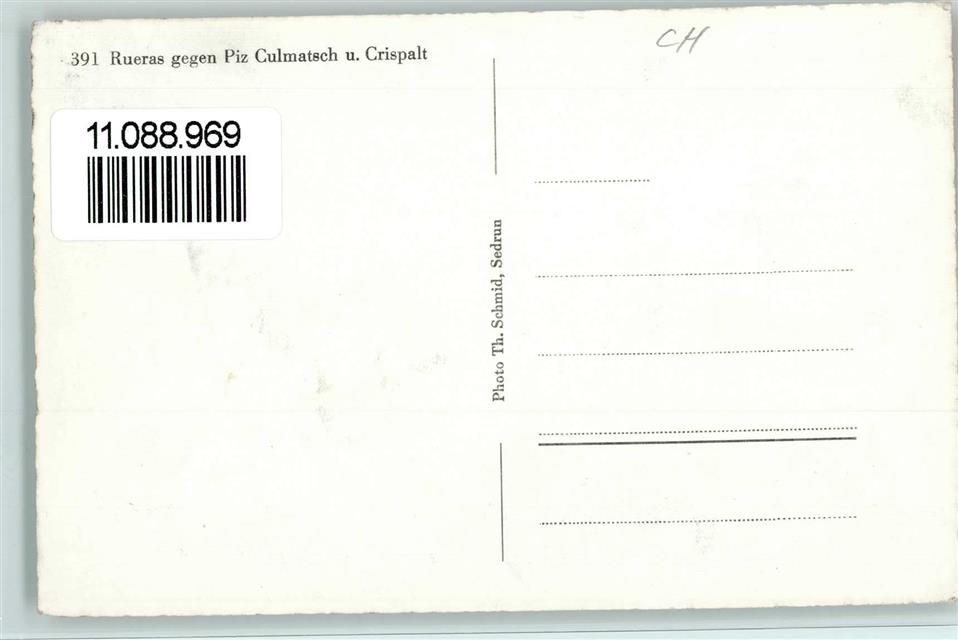 391 Rueras gegen Piz Culmatsch u. Crispalt
CH
11.088.969
Photo Th. Schmid, Sedrun